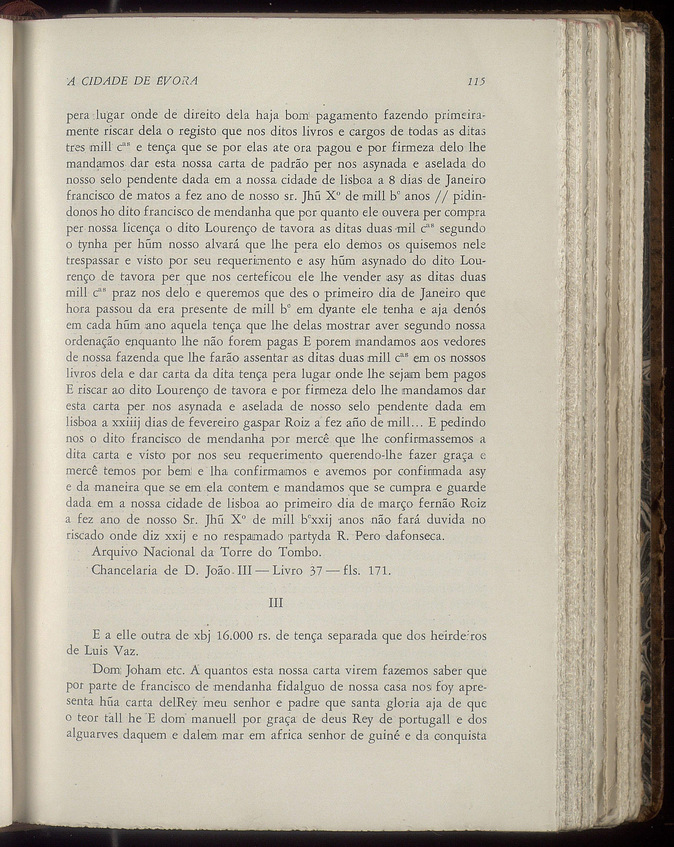 A CIDADE DE ÉVORA 115
pera lugar onde de direito dela haja bom pagamento fazendo primeira-
mente riscar dela o registo que nos ditos livros e cargos de todas as ditas
tres mill cᵃˢ e tença que se por elas ate ora pagou e por firmeza delo lhe
mandamos dar esta nossa carta de padrão per nos asynada e aselada do
nosso selo pendente dada em a nossa cidade de lisboa a 8 dias de Janeiro
francisco de matos a fez ano de nosso sr. Jhũ Xº de mill bᶜ anos // pidin-
donos ho dito francisco de mendanha que por quanto ele ouvera per compra
per nossa licença o dito Lourenço de tavora as ditas duas mil cᵃˢ segundo
o tynha per hũm nosso alvará que lhe pera elo demos os quisemos nele
trespassar e visto por seu requerimento e asy hũm asynado do dito Lou-
renço de tavora per que nos certeficou ele lhe vender asy as ditas duas
mill cᵃˢ praz nos delo e queremos que des o primeiro dia de Janeiro que
hora passou da era presente de mill bᶜ em dyante ele tenha e aja denós
em cada hũm ano aquela tença que lhe delas mostrar aver segundo nossa
ordenação enquanto lhe não forem pagas E porem mandamos aos vedores
de nossa fazenda que lhe farão assentar as ditas duas mill cᵃˢ em os nossos
livros dela e dar carta da dita tença pera lugar onde lhe sejam bem pagos
E riscar ao dito Lourenço de tavora e por firmeza delo lhe mandamos dar
esta carta per nos asynada e aselada de nosso selo pendente dada em
lisboa a xxiiij dias de fevereiro gaspar Roiz a fez año de mill... E pedindo
nos o dito francisco de mendanha por mercê que lhe confirmassemos a
dita carta e visto por nos seu requerimento querendo-lhe fazer graça e
mercê temos por bem e lha confirmamos e avemos por confirmada asy
e da maneira que se em ela contem e mandamos que se cumpra e guarde
dada em a nossa cidade de lisboa ao primeiro dia de março fernão Roiz
a fez ano de nosso Sr. Jhũ Xº de mill bᶜxxij anos não fará duvida no
riscado onde diz xxij e no respamado partyda R. Pero dafonseca.
Arquivo Nacional da Torre do Tombo.
Chancelaria de D. João III — Livro 37 — fls. 171.
III
E a elle outra de xbj 16.000 rs. de tença separada que dos heirdeiros
de Luis Vaz.
Dom Joham etc. A quantos esta nossa carta virem fazemos saber que
por parte de francisco de mendanha fidalguo de nossa casa nos foy apre-
senta hũa carta delRey meu senhor e padre que santa gloria aja de que
o teor tall he E dom manuell por graça de deus Rey de portugall e dos
alguarves daquem e dalem mar em africa senhor de guiné e da conquista